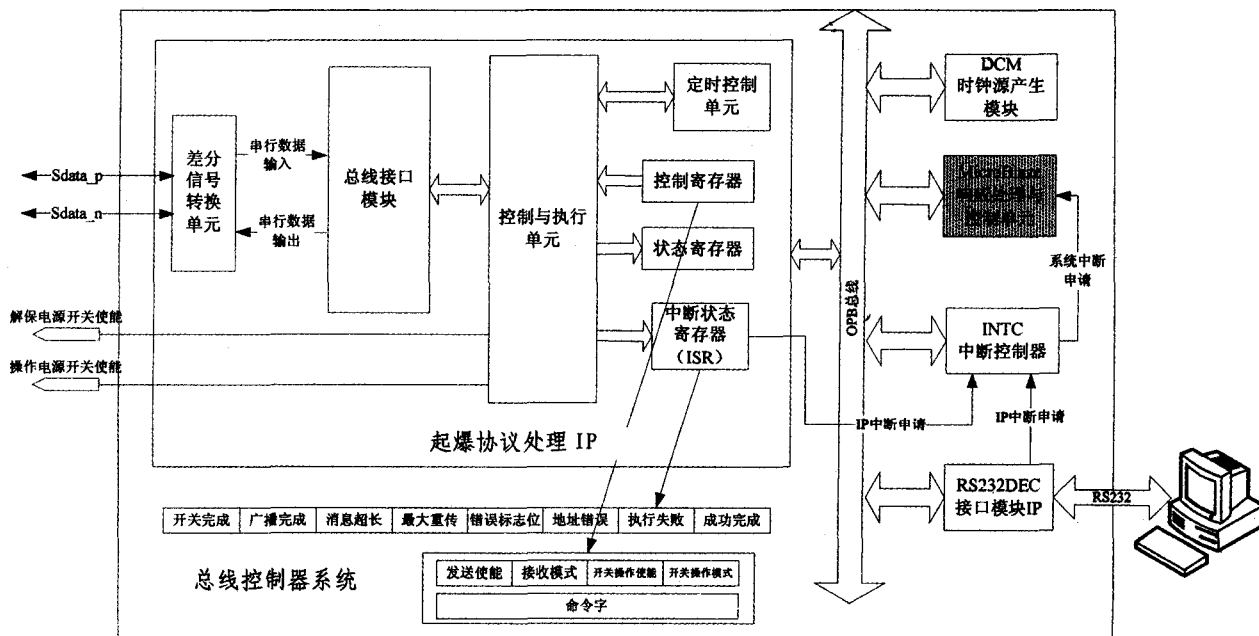 DCM
时钟源产生
模块
定时控制
单元
差分
信号
转换
单元
串行数据
输入
总线接口
模块
Sdata_p
Sdata_n
串行数据
输出
控制与执行
单元
控制寄存器
状态寄存器
系统中断
申请
解保电源开关使能
操作电源开关使能
中断状态
寄存器
（ISR）
OPB总线
INTC
中断控制器
IP中断申请
IP中断申请
起爆协议处理 IP
RS232DEC
接口模块IP
RS232
开关完成 广播完成 消息超长 最大重传 错误标志位 地址错误 执行失败 成功完成
总线控制器系统
发送使能 接收模式 开关操作使能 开关操作模式
命令字